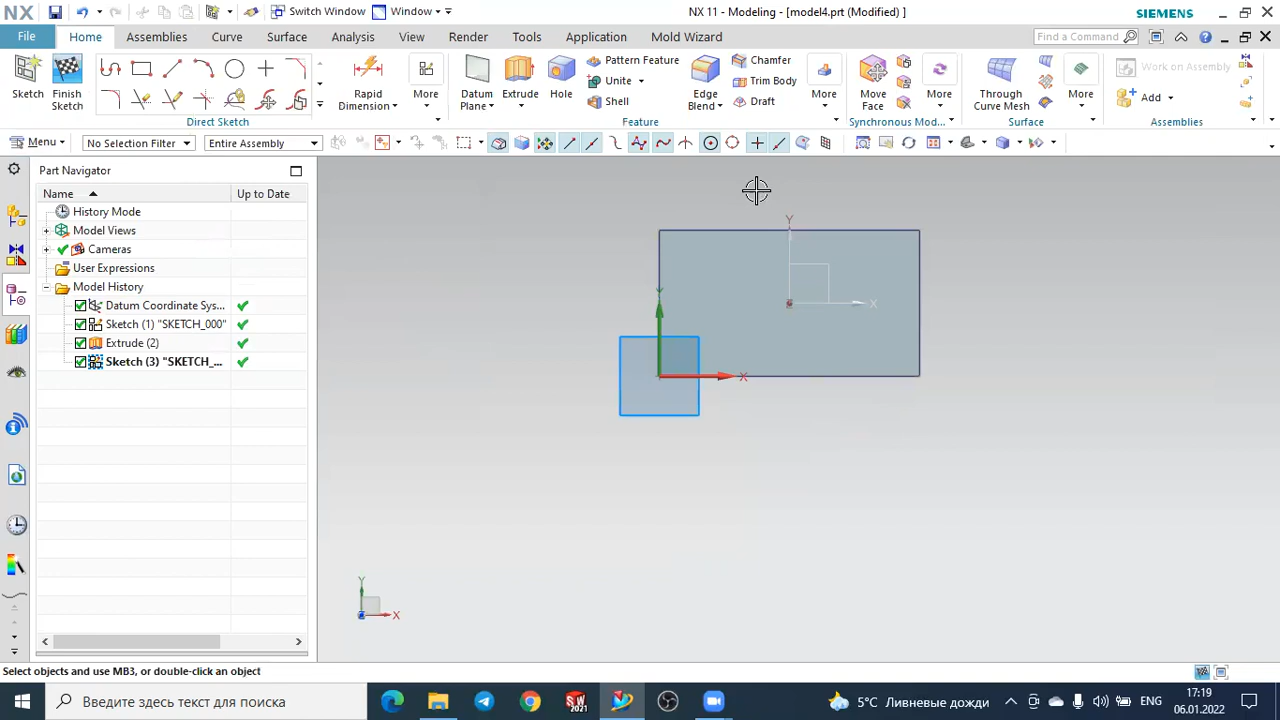 NX Switch Window Window NX 11 - Modeling - [model4.prt (Modified) ] SIEMENS
File Home Assemblies Curve Surface Analysis View Render Tools Application Mold Wizard Find a Command
Sketch Finish Sketch Rapid Dimension More Datum Plane Extrude Hole Pattern Feature Unite Shell Edge Blend Chamfer Trim Body Draft More Move Face More Through Curve Mesh More Work on Assembly Add
Direct Sketch Feature Synchronous Mod... Surface Assemblies
Menu No Selection Filter Entire Assembly
Part Navigator
Name Up to Date
History Mode
Model Views
Cameras
User Expressions
Model History
Datum Coordinate Sys...
Sketch (1) "SKETCH_000"
Extrude (2)
Sketch (3) "SKETCH_...
Y
X
Y
X
Y
X
Select objects and use MB3, or double-click an object
Введите здесь текст для поиска
SW 2021
5°C Ливневые дожди
ENG
17:19
06.01.2022